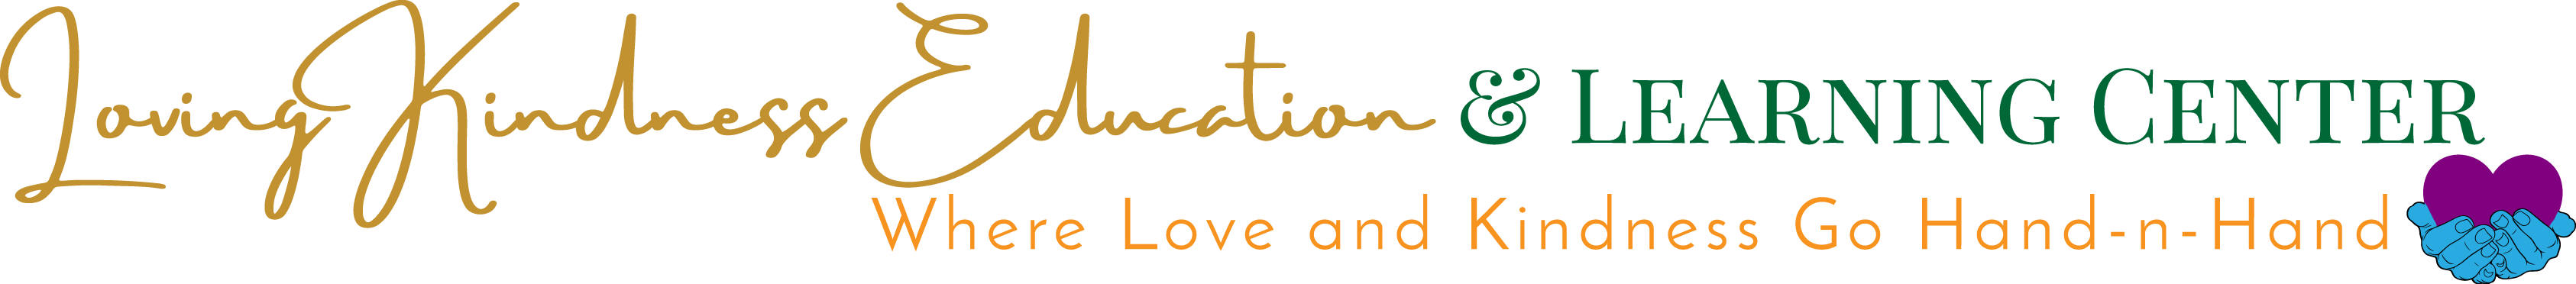 Loving Kindness Education & Learning Center
Where Love and Kindness Go Hand-n-Hand